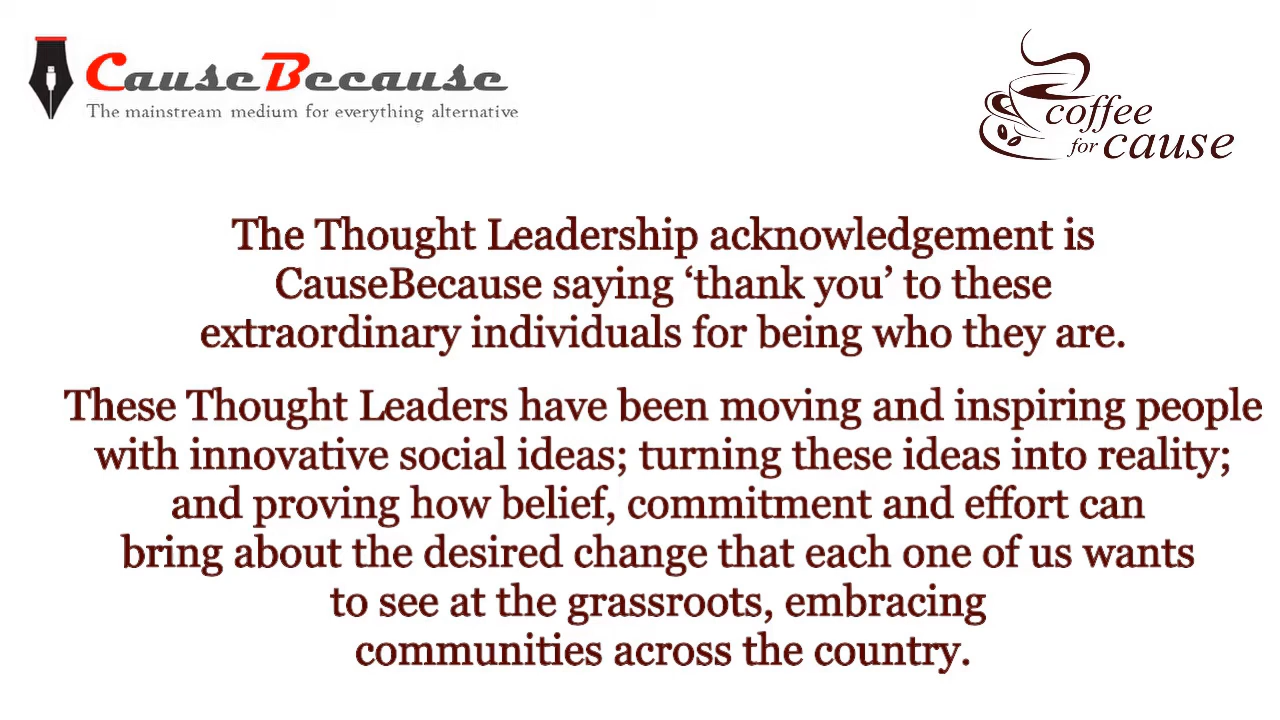 CauseBecause
The mainstream medium for everything alternative
coffee
for cause
The Thought Leadership acknowledgement is
CauseBecause saying ‘thank you’ to these
extraordinary individuals for being who they are.
These Thought Leaders have been moving and inspiring people
with innovative social ideas; turning these ideas into reality;
and proving how belief, commitment and effort can
bring about the desired change that each one of us wants
to see at the grassroots, embracing
communities across the country.